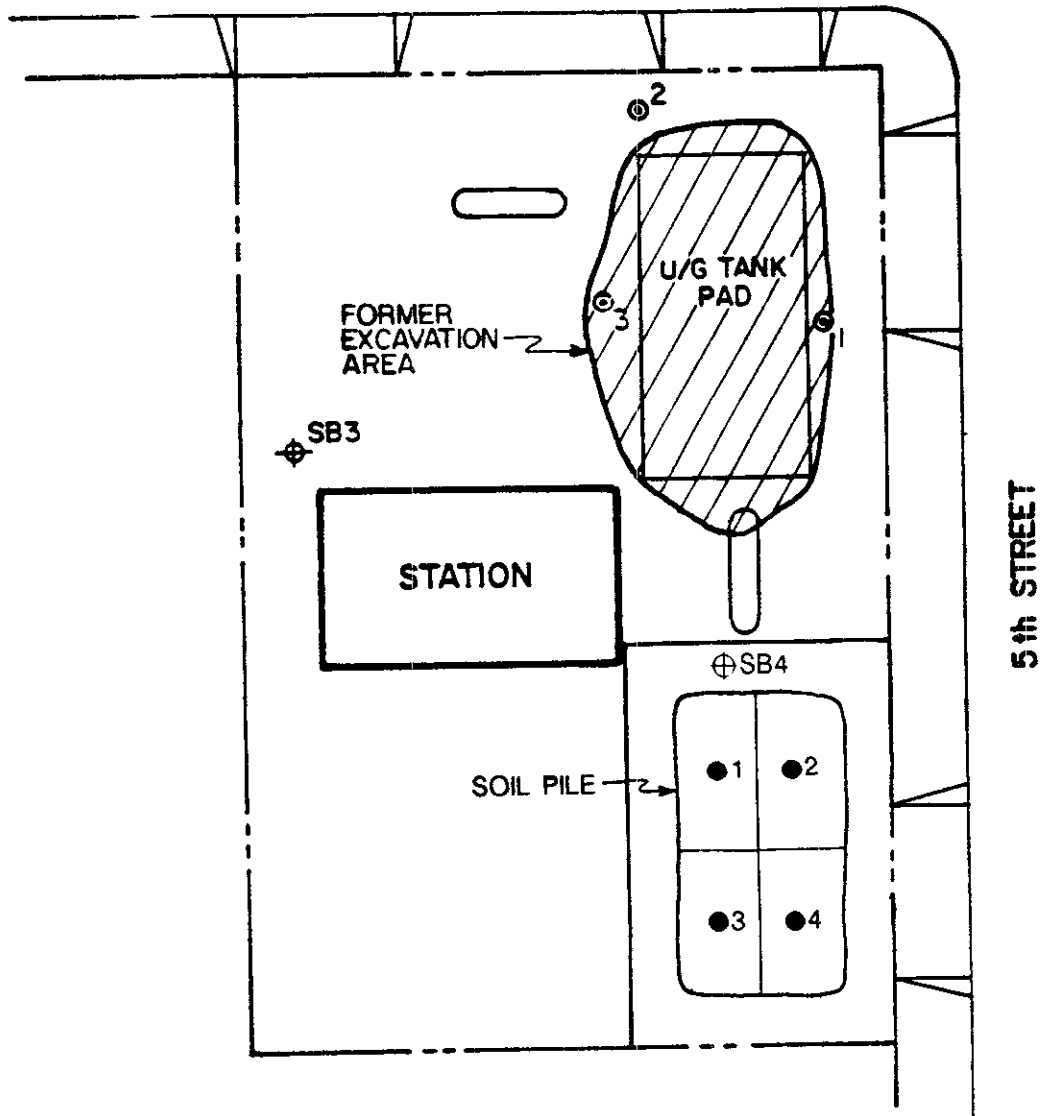 2
U/G TANK
PAD
3
1
FORMER
EXCAVATION
AREA
SB3
STATION
5th STREET
SB4
SOIL PILE
1
2
3
4